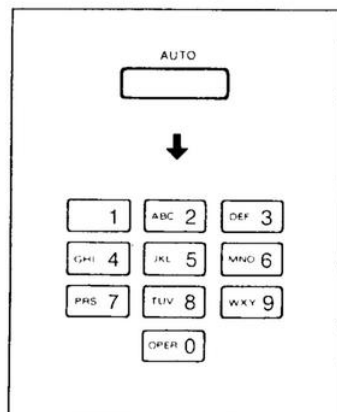 AUTO
1 ABC 2 DEF 3
GHI 4 JKL 5 MNO 6
PRS 7 TUV 8 WXY 9
OPER 0